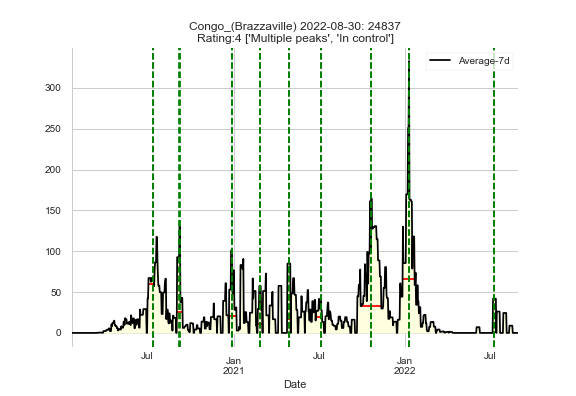 Congo_(Brazzaville) 2022-08-30: 24837
Rating:4 ['Multiple peaks', 'In control']
Average-7d
300
250
200
150
100
50
0
Jul
Jan
2021
Jul
Jan
2022
Jul
Date